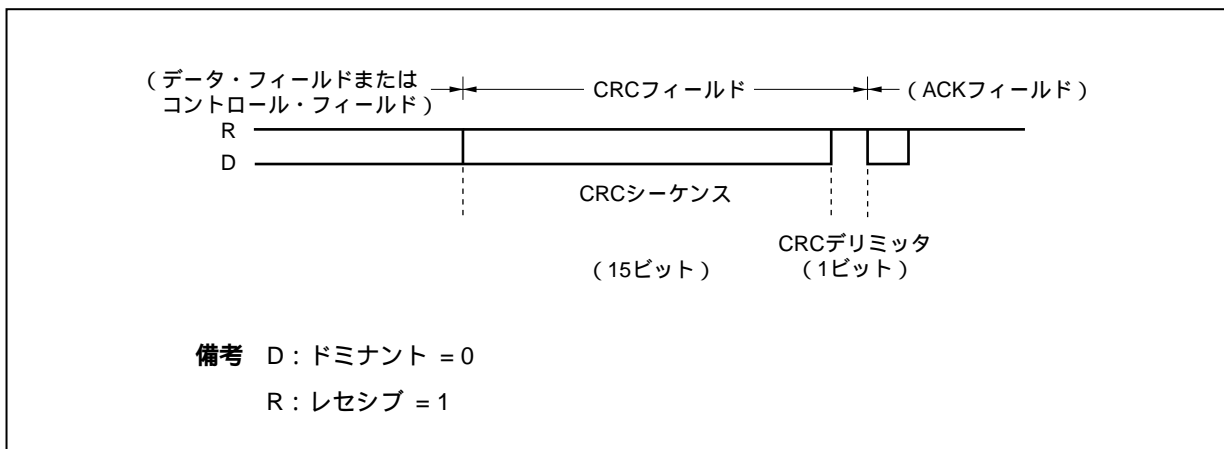 （データ・フィールドまたは
コントロール・フィールド）
CRCフィールド
（ACKフィールド）
R
D
CRCシーケンス
CRCデリミッタ
（15ビット）
（1ビット）
備考 D：ドミナント ＝0
R：レセシブ ＝1